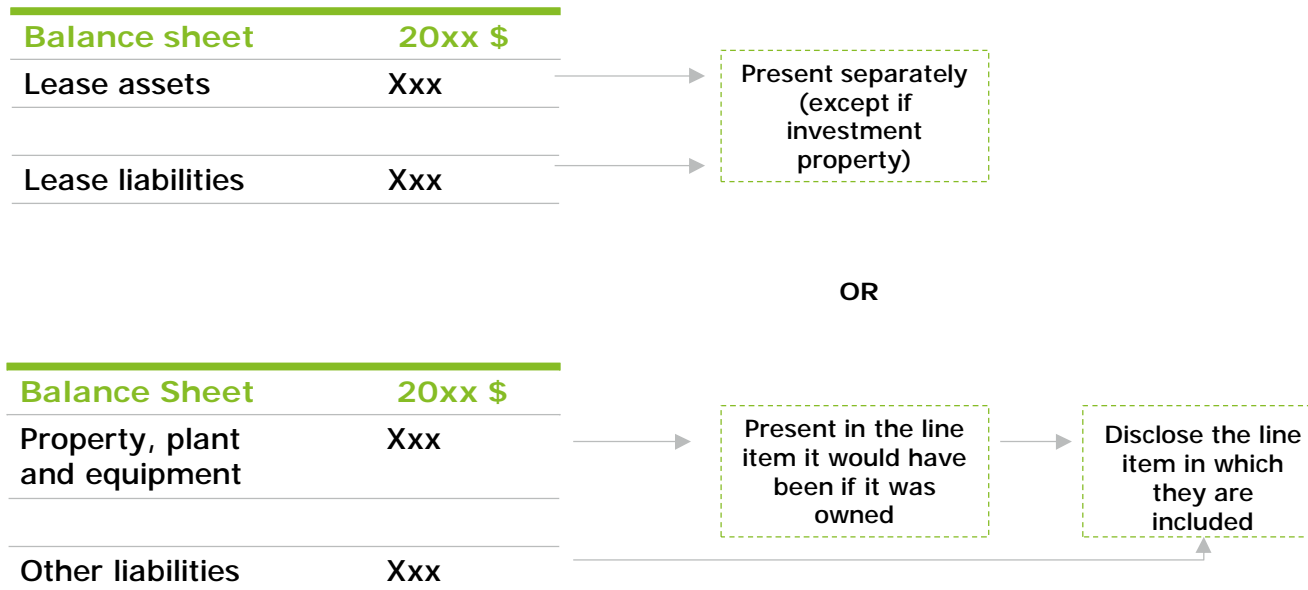 Balance sheet 20xx $
Lease assets Xxx
Lease liabilities Xxx
Present separately
(except if
investment
property)
OR
Balance Sheet 20xx $
Property, plant
and equipment Xxx
Other liabilities Xxx
Present in the line
item it would have
been if it was
owned
Disclose the line
item in which
they are
included